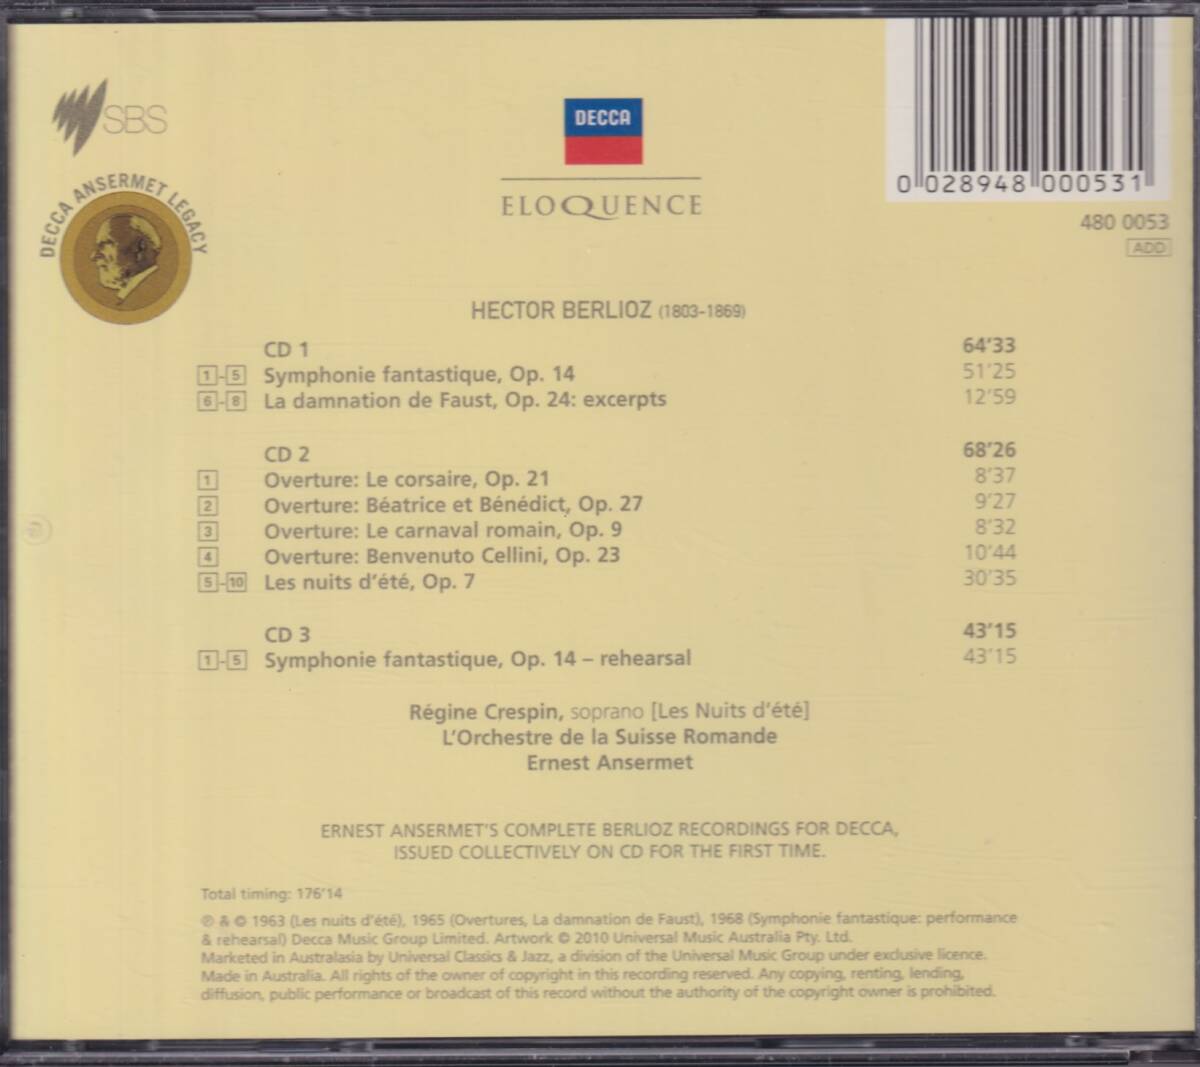 SBS
DECCA ANSERMET LEGACY
DECCA
ELOQUENCE
0 028948 000531
480 0053
ADD
HECTOR BERLIOZ (1803-1869)
CD 1 64'33
1-5 Symphonie fantastique, Op. 14 51'25
6-8 La damnation de Faust, Op. 24: excerpts 12'59
CD 2 68'26
1 Overture: Le corsaire, Op. 21 8'37
2 Overture: Béatrice et Bénédict, Op. 27 9'27
3 Overture: Le carnaval romain, Op. 9 8'32
4 Overture: Benvenuto Cellini, Op. 23 10'44
5-10 Les nuits d'été, Op. 7 30'35
CD 3 43'15
1-5 Symphonie fantastique, Op. 14 – rehearsal 43'15
Régine Crespin, soprano [Les Nuits d'été]
L'Orchestre de la Suisse Romande
Ernest Ansermet
ERNEST ANSERMET'S COMPLETE BERLIOZ RECORDINGS FOR DECCA,
ISSUED COLLECTIVELY ON CD FOR THE FIRST TIME.
Total timing: 176'14
℗ & © 1963 (Les nuits d'été), 1965 (Overtures, La damnation de Faust), 1968 (Symphonie fantastique: performance
& rehearsal) Decca Music Group Limited. Artwork © 2010 Universal Music Australia Pty. Ltd.
Marketed in Australasia by Universal Classics & Jazz, a division of the Universal Music Group under exclusive licence.
Made in Australia. All rights of the owner of copyright in this recording reserved. Any copying, renting, lending,
diffusion, public performance or broadcast of this record without the authority of the copyright owner is prohibited.